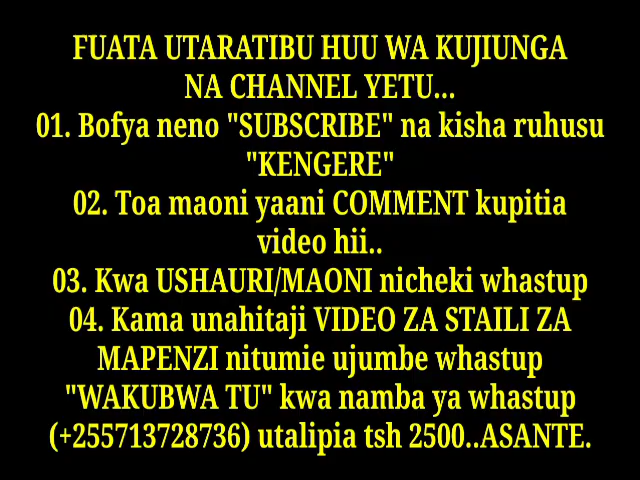 FUATA UTARATIBU HUU WA KUJIUNGA
NA CHANNEL YETU...
01. Bofya neno "SUBSCRIBE" na kisha ruhusu
"KENGERE"
02. Toa maoni yaani COMMENT kupitia
video hii..
03. Kwa USHAURI/MAONI nicheki whastup
04. Kama unahitaji VIDEO ZA STAILI ZA
MAPENZI nitumie ujumbe whastup
"WAKUBWA TU" kwa namba ya whastup
(+255713728736) utalipia tsh 2500..ASANTE.